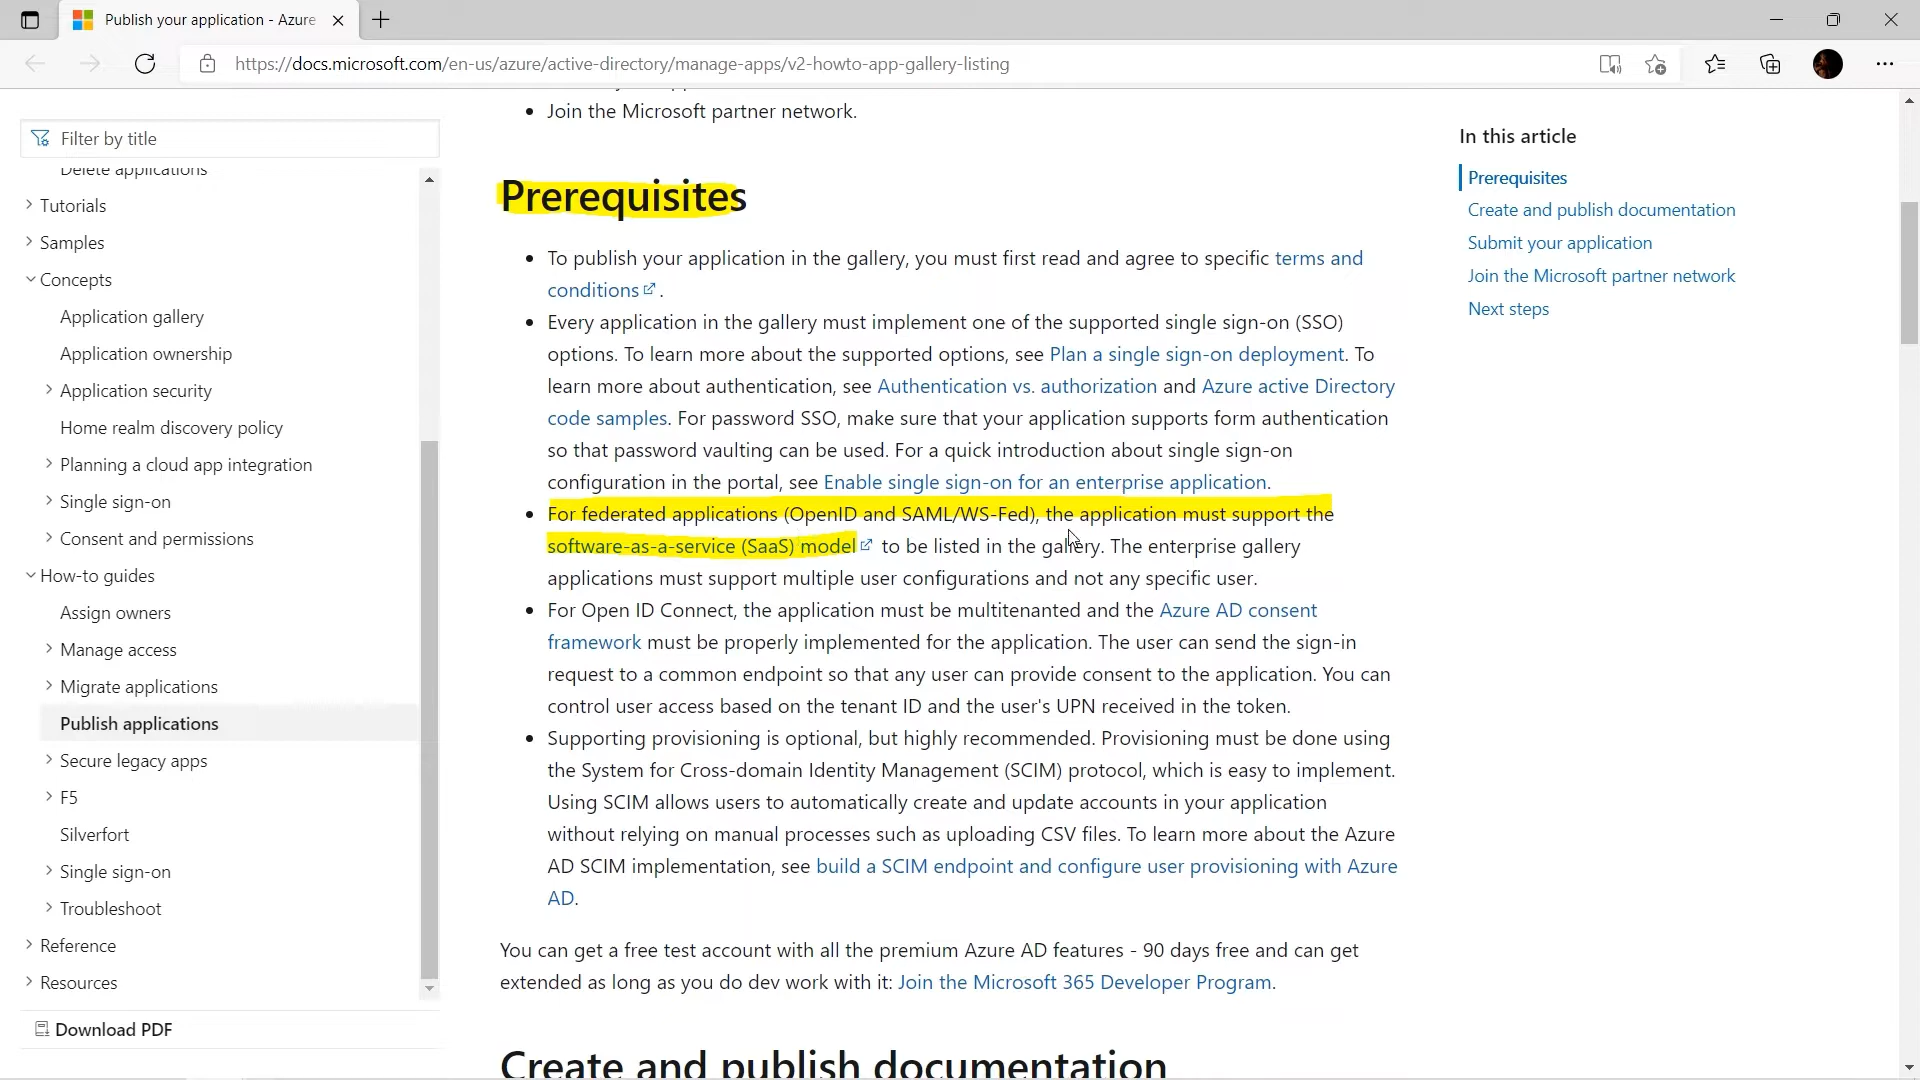 Publish your application - Azure
https://docs.microsoft.com/en-us/azure/active-directory/manage-apps/v2-howto-app-gallery-listing
Filter by title
Delete applications
Tutorials
Samples
Concepts
Application gallery
Application ownership
Application security
Home realm discovery policy
Planning a cloud app integration
Single sign-on
Consent and permissions
How-to guides
Assign owners
Manage access
Migrate applications
Publish applications
Secure legacy apps
F5
Silverfort
Single sign-on
Troubleshoot
Reference
Resources
Download PDF
• Join the Microsoft partner network.
Prerequisites
• To publish your application in the gallery, you must first read and agree to specific terms and
conditions.
• Every application in the gallery must implement one of the supported single sign-on (SSO)
options. To learn more about the supported options, see Plan a single sign-on deployment. To
learn more about authentication, see Authentication vs. authorization and Azure active Directory
code samples. For password SSO, make sure that your application supports form authentication
so that password vaulting can be used. For a quick introduction about single sign-on
configuration in the portal, see Enable single sign-on for an enterprise application.
• For federated applications (OpenID and SAML/WS-Fed), the application must support the
software-as-a-service (SaaS) model to be listed in the gallery. The enterprise gallery
applications must support multiple user configurations and not any specific user.
• For Open ID Connect, the application must be multitenanted and the Azure AD consent
framework must be properly implemented for the application. The user can send the sign-in
request to a common endpoint so that any user can provide consent to the application. You can
control user access based on the tenant ID and the user's UPN received in the token.
• Supporting provisioning is optional, but highly recommended. Provisioning must be done using
the System for Cross-domain Identity Management (SCIM) protocol, which is easy to implement.
Using SCIM allows users to automatically create and update accounts in your application
without relying on manual processes such as uploading CSV files. To learn more about the Azure
AD SCIM implementation, see build a SCIM endpoint and configure user provisioning with Azure
AD.
You can get a free test account with all the premium Azure AD features - 90 days free and can get
extended as long as you do dev work with it: Join the Microsoft 365 Developer Program.
Create and publish documentation
In this article
Prerequisites
Create and publish documentation
Submit your application
Join the Microsoft partner network
Next steps